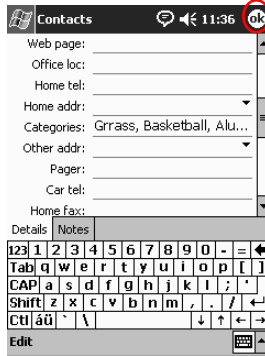 Contacts 11:36 ok
Web page:
Office loc:
Home tel:
Home addr:
Categories: Grrass, Basketball, Alu...
Other addr:
Pager:
Car tel:
Home fax:
Details Notes
123 1 2 3 4 5 6 7 8 9 0 - =
Tab q w e r t y u i o p [ ]
CAP a s d f g h j k l ; '
Shift z x c v b n m , . /
Ctl áü ` \
Edit